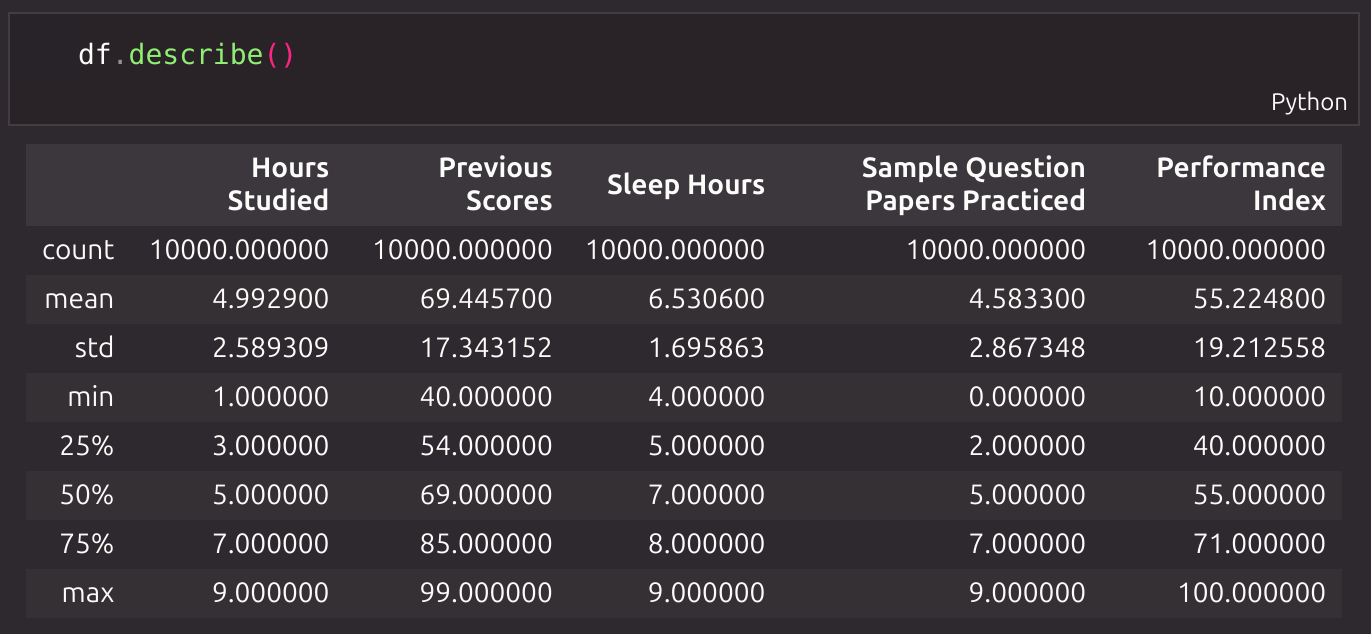 df.describe()
Python
Hours Studied Previous Scores Sleep Hours Sample Question Papers Practiced Performance Index
count 10000.000000 10000.000000 10000.000000 10000.000000 10000.000000
mean 4.992900 69.445700 6.530600 4.583300 55.224800
std 2.589309 17.343152 1.695863 2.867348 19.212558
min 1.000000 40.000000 4.000000 0.000000 10.000000
25% 3.000000 54.000000 5.000000 2.000000 40.000000
50% 5.000000 69.000000 7.000000 5.000000 55.000000
75% 7.000000 85.000000 8.000000 7.000000 71.000000
max 9.000000 99.000000 9.000000 9.000000 100.000000